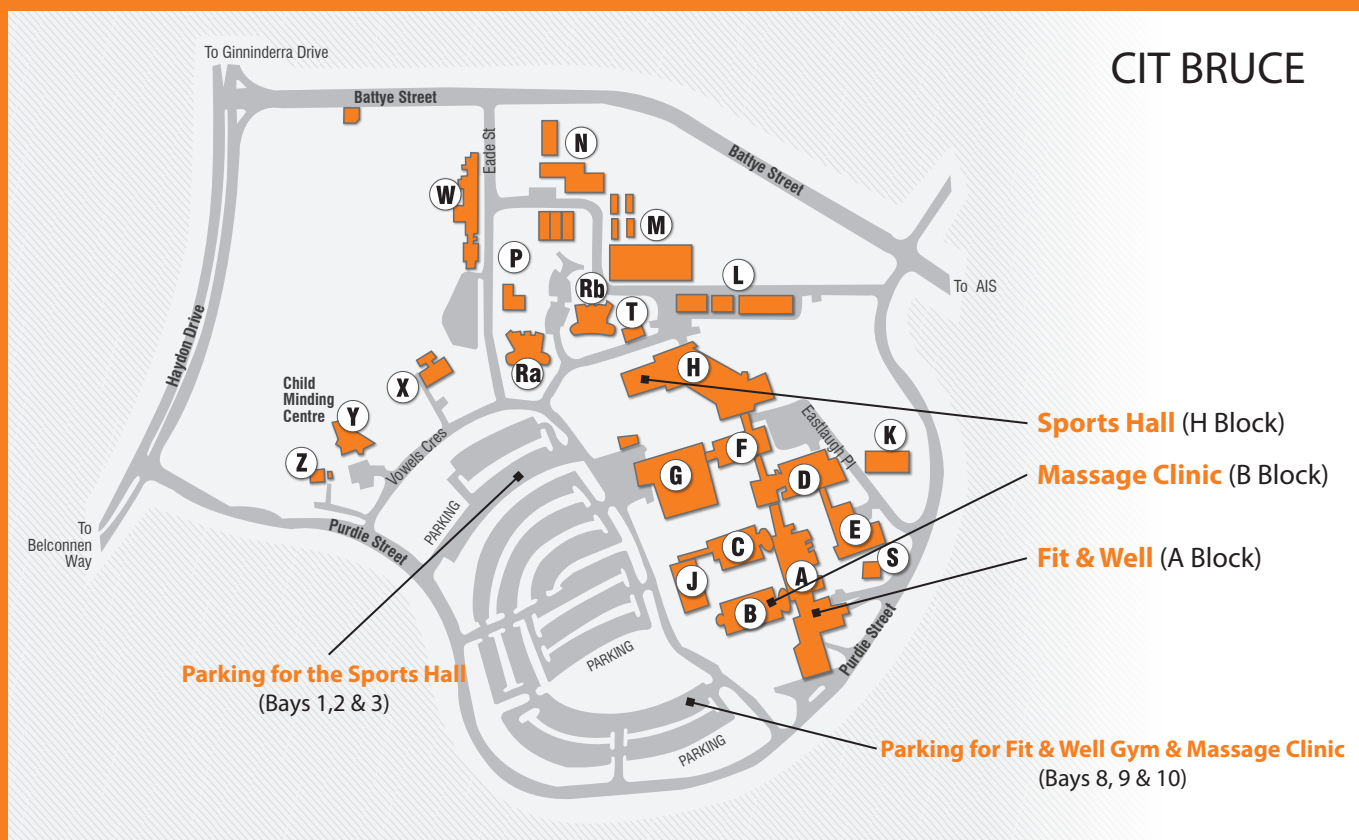 CIT BRUCE
To Ginninderra Drive
Battye Street
Eade St
N
Battye Street
W
M
P
Rb
L
To AIS
T
Haydon Drive
H
Ra
X
Child
Minding
Centre
Y
Sports Hall (H Block)
Eastlaugh Pl
K
F
Z
Vowels Cres
G
D
Massage Clinic (B Block)
PARKING
To
Belconnen
Way
Purdie Street
E
C
S
Fit & Well (A Block)
J
A
B
PARKING
Purdie Street
Parking for the Sports Hall
(Bays 1,2 & 3)
PARKING
Parking for Fit & Well Gym & Massage Clinic
(Bays 8, 9 & 10)